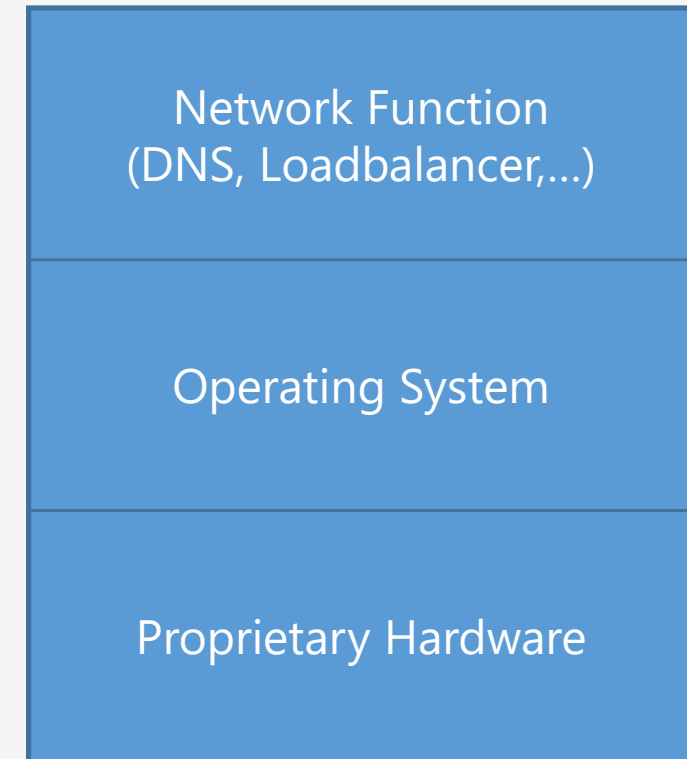 Network Function
(DNS, Loadbalancer,...)
Operating System
Proprietary Hardware